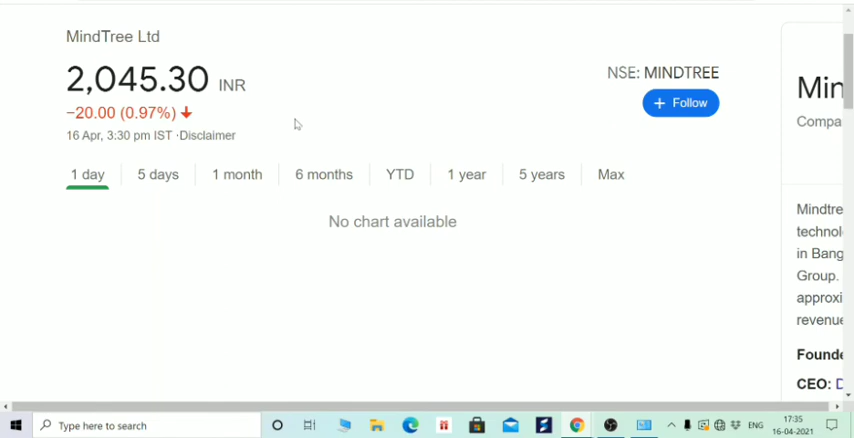 MindTree Ltd
2,045.30 INR
NSE: MINDTREE
−20.00 (0.97%)
+ Follow
16 Apr, 3:30 pm IST ·Disclaimer
1 day
5 days
1 month
6 months
YTD
1 year
5 years
Max
No chart available
Min
Compa
Mindtre
technol
in Bang
Group.
approxi
revenue
Founde
CEO: D
Type here to search
ENG
17:35
16-04-2021